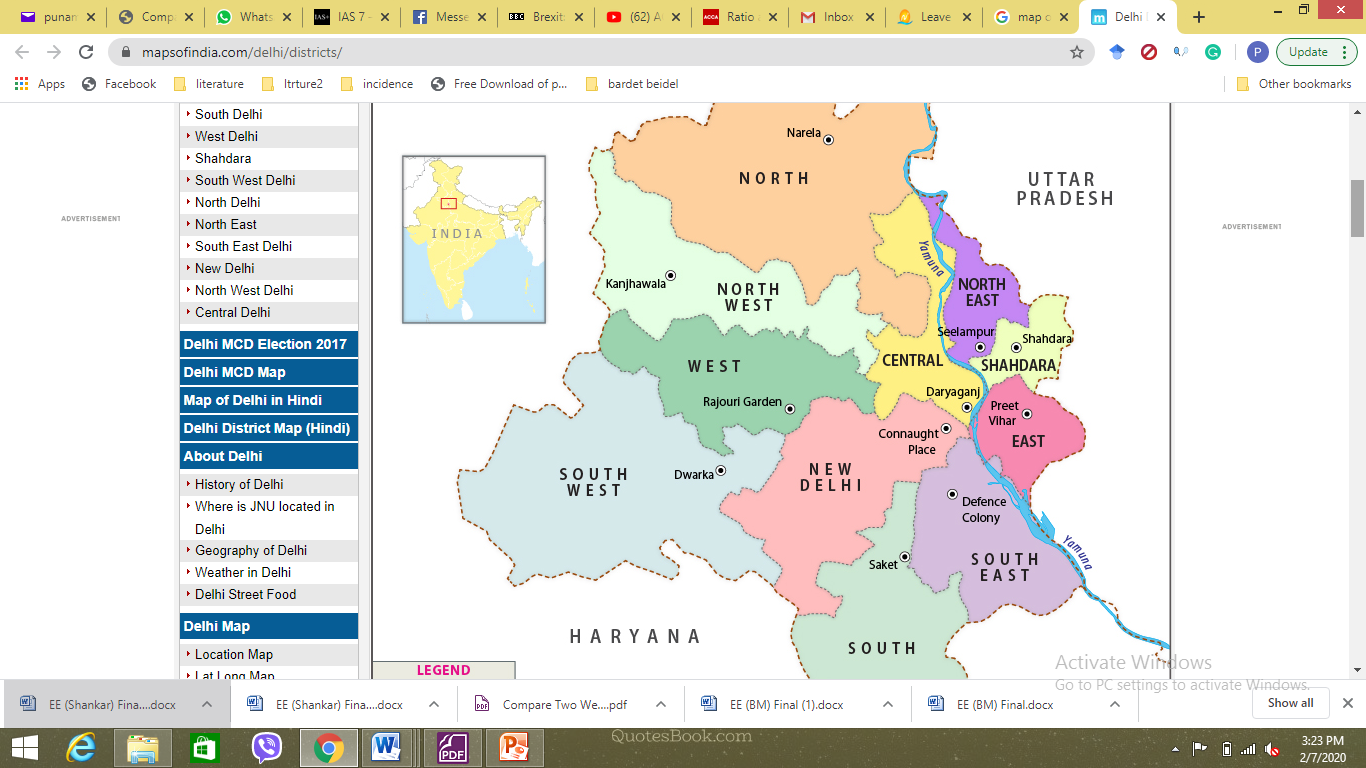 punam
Comp
Whats
IAS 7 -
Messe
Brexit
(62) A
Ratio
Inbox
Leave
map o
Delhi
mapsofindia.com/delhi/districts/
Update
Apps
Facebook
literature
ltrture2
incidence
Free Download of p...
bardet beidel
Other bookmarks
South Delhi
West Delhi
Shahdara
South West Delhi
North Delhi
North East
South East Delhi
New Delhi
North West Delhi
Central Delhi
Delhi MCD Election 2017
Delhi MCD Map
Map of Delhi in Hindi
Delhi District Map (Hindi)
About Delhi
History of Delhi
Where is JNU located in
Delhi
Geography of Delhi
Weather in Delhi
Delhi Street Food
Delhi Map
Location Map
Lat Long Map
ADVERTISEMENT
INDIA
Narela
NORTH
UTTAR
PRADESH
Yamuna
Kanjhawala
NORTH
WEST
NORTH
EAST
Seelampur
Shahdara
SHAHDARA
WEST
CENTRAL
Rajouri Garden
Daryaganj
Preet
Vihar
EAST
Connaught
Place
SOUTH
WEST
Dwarka
NEW
DELHI
Defence
Colony
Saket
SOUTH
EAST
Yamuna
HARYANA
SOUTH
LEGEND
ADVERTISEMENT
Activate Windows
Go to PC settings to activate Windows.
EE (Shankar) Fina....docx
EE (Shankar) Fina....docx
Compare Two We....pdf
EE (BM) Final (1).docx
EE (BM) Final.docx
Show all
QuotesBook.com
3:23 PM
2/7/2020